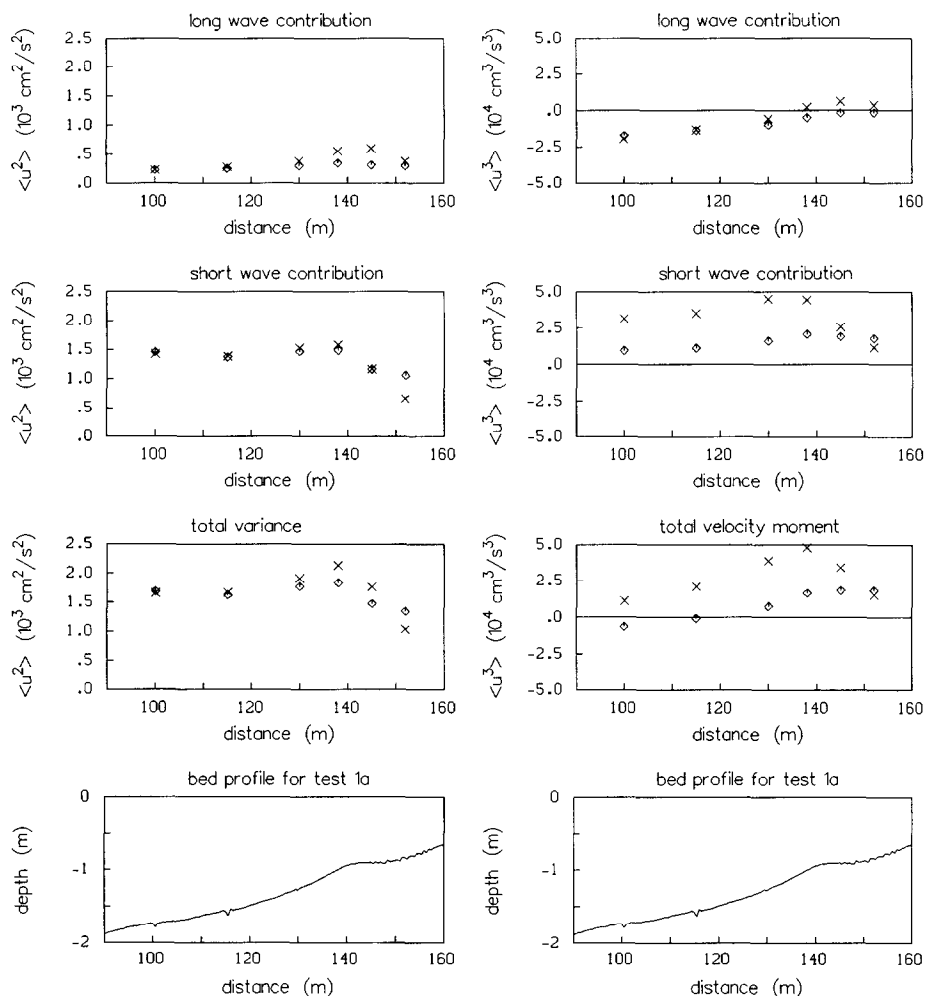 long wave contribution
<u²> (10³ cm²/s²)
2.5
2.0
1.5
1.0
.5
.0
100
120
140
160
distance (m)
long wave contribution
<u³> (10⁴ cm³/s³)
5.0
2.5
.0
-2.5
-5.0
100
120
140
160
distance (m)
short wave contribution
<u²> (10³ cm²/s²)
2.5
2.0
1.5
1.0
.5
.0
100
120
140
160
distance (m)
short wave contribution
<u³> (10⁴ cm³/s³)
5.0
2.5
.0
-2.5
-5.0
100
120
140
160
distance (m)
total variance
<u²> (10³ cm²/s²)
2.5
2.0
1.5
1.0
.5
.0
100
120
140
160
distance (m)
total velocity moment
<u³> (10⁴ cm³/s³)
5.0
2.5
.0
-2.5
-5.0
100
120
140
160
distance (m)
bed profile for test 1a
depth (m)
0
-1
-2
100
120
140
160
distance (m)
bed profile for test 1a
depth (m)
0
-1
-2
100
120
140
160
distance (m)